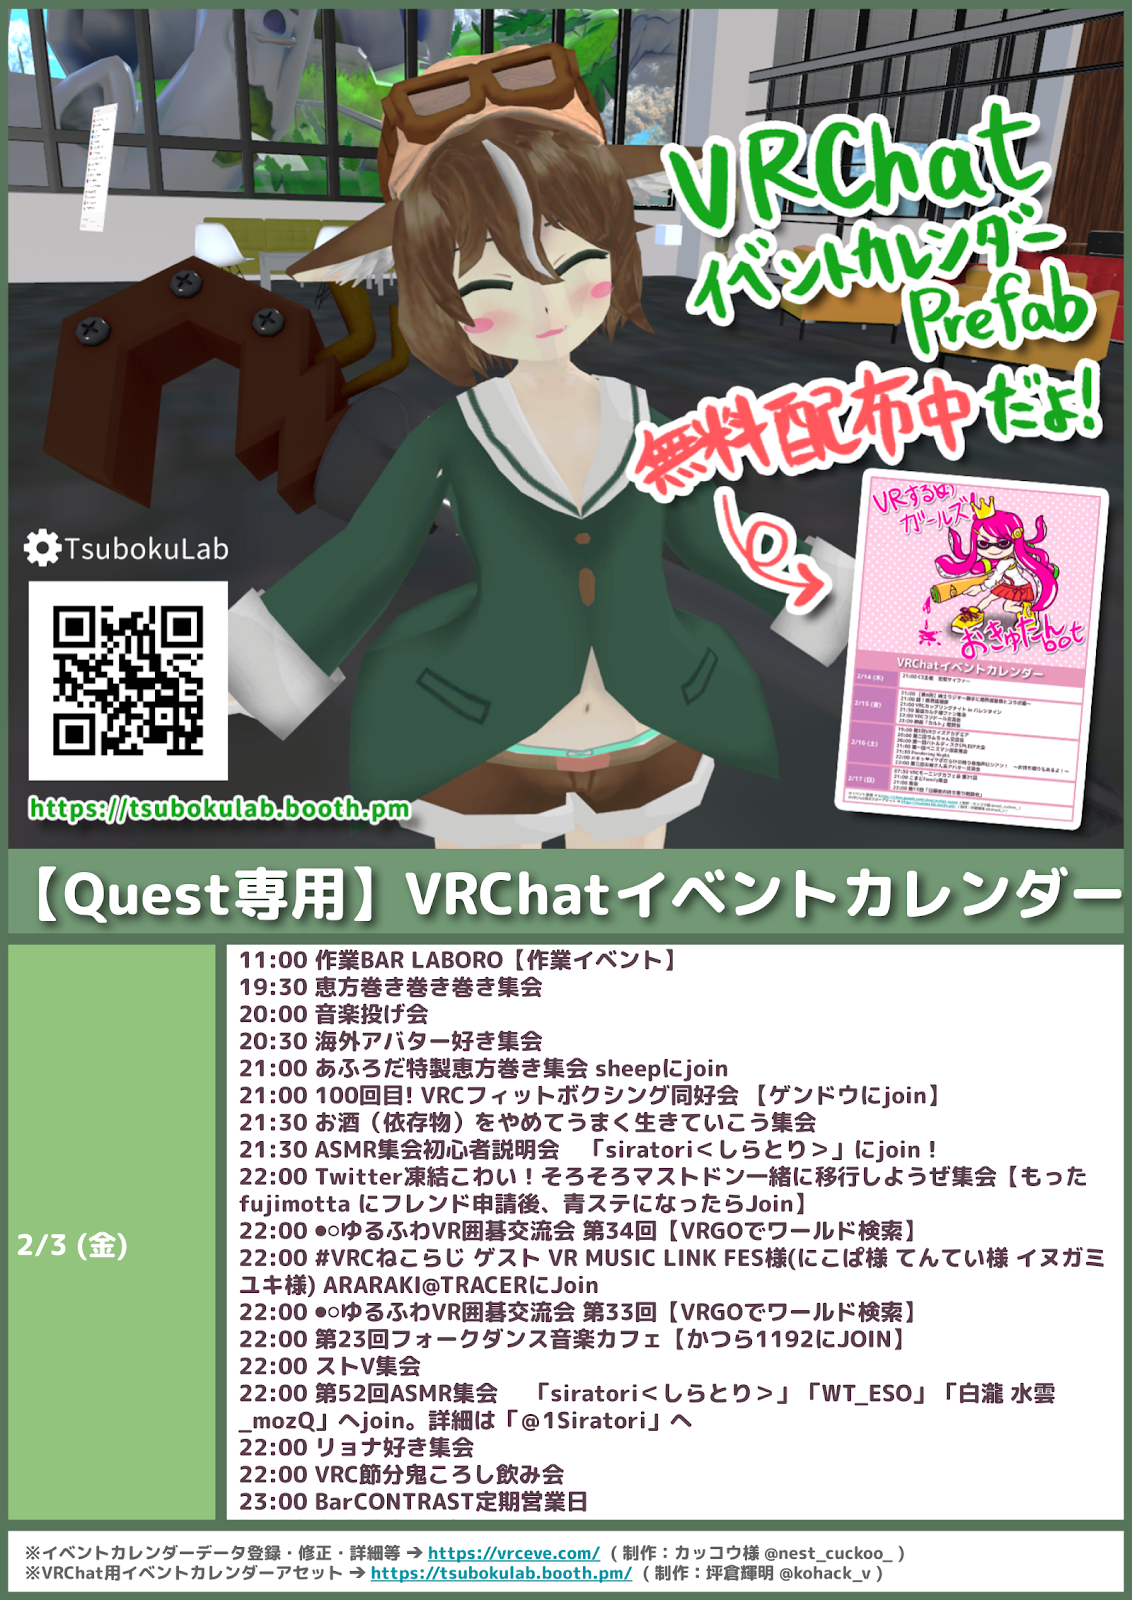 VRChat
イベントカレンダー
Prefab
無料配布中だよ!
TsubokuLab
https://tsubokulab.booth.pm
VRするめ
ガールズ
おきゅたん
bot
VRChatイベントカレンダー
2/14 (木)
2/15 (金)
2/16 (土)
2/17 (日)
【Quest専用】VRChatイベントカレンダー
2/3 (金)
11:00 作業BAR LABORO【作業イベント】
19:30 恵方巻き巻き巻き集会
20:00 音楽投げ会
20:30 海外アバター好き集会
21:00 あふろだ特製恵方巻き集会 sheepにjoin
21:00 100回目! VRCフィットボクシング同好会 【ゲンドウにjoin】
21:30 お酒（依存物）をやめてうまく生きていこう集会
21:30 ASMR集会初心者説明会　「siratori＜しらとり＞」にjoin！
22:00 Twitter凍結こわい！そろそろマストドン一緒に移行しようぜ集会【もった
fujimotta にフレンド申請後、青ステになったらJoin】
22:00 ●○ゆるふわVR囲碁交流会 第34回【VRGOでワールド検索】
22:00 #VRCねこらじ ゲスト VR MUSIC LINK FES様(にこぱ様 てんてい様 イヌガミ
ユキ様) ARARAKI@TRACERにJoin
22:00 ●○ゆるふわVR囲碁交流会 第33回【VRGOでワールド検索】
22:00 第23回フォークダンス音楽カフェ【かつら1192にJOIN】
22:00 ストV集会
22:00 第52回ASMR集会　「siratori＜しらとり＞」「WT_ESO」「白瀧 水雲
_mozQ」へjoin。詳細は「@1Siratori」へ
22:00 リョナ好き集会
22:00 VRC節分鬼ころし飲み会
23:00 BarCONTRAST定期営業日
※イベントカレンダーデータ登録・修正・詳細等 ➔ https://vrceve.com/ ( 制作：カッコウ様 @nest_cuckoo_ )
※VRChat用イベントカレンダーアセット ➔ https://tsubokulab.booth.pm/ ( 制作：坪倉輝明 @kohack_v )